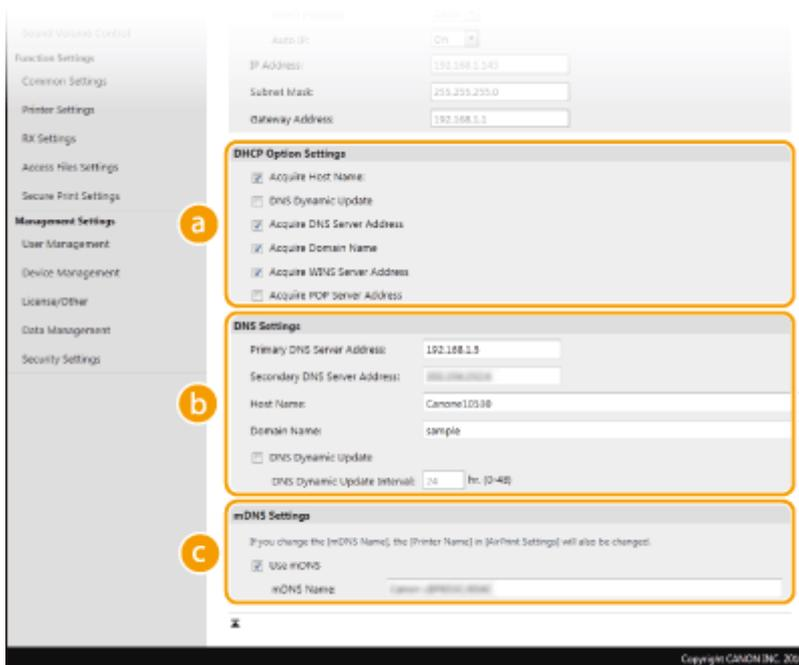 Sound Volume Control
Function Settings
Common Settings
Printer Settings
RX Settings
Access Files Settings
Secure Print Settings
Management Settings
User Management
Device Management
License/Other
Data Management
Security Settings
Auto IP: On
IP Address: 192.168.1.143
Subnet Mask: 255.255.255.0
Gateway Address: 192.168.1.1
a
DHCP Option Settings
Acquire Host Name:
DNS Dynamic Update
Acquire DNS Server Address
Acquire Domain Name
Acquire WINS Server Address
Acquire POP Server Address
b
DNS Settings
Primary DNS Server Address: 192.168.1.5
Secondary DNS Server Address:
Host Name: Canone10530
Domain Name: sample
DNS Dynamic Update
DNS Dynamic Update Interval: 24 hr. (0-48)
c
mDNS Settings
If you change the [mDNS Name], the [Printer Name] in [AirPrint Settings] will also be changed.
Use mDNS
mDNS Name
Copyright CANON INC. 201